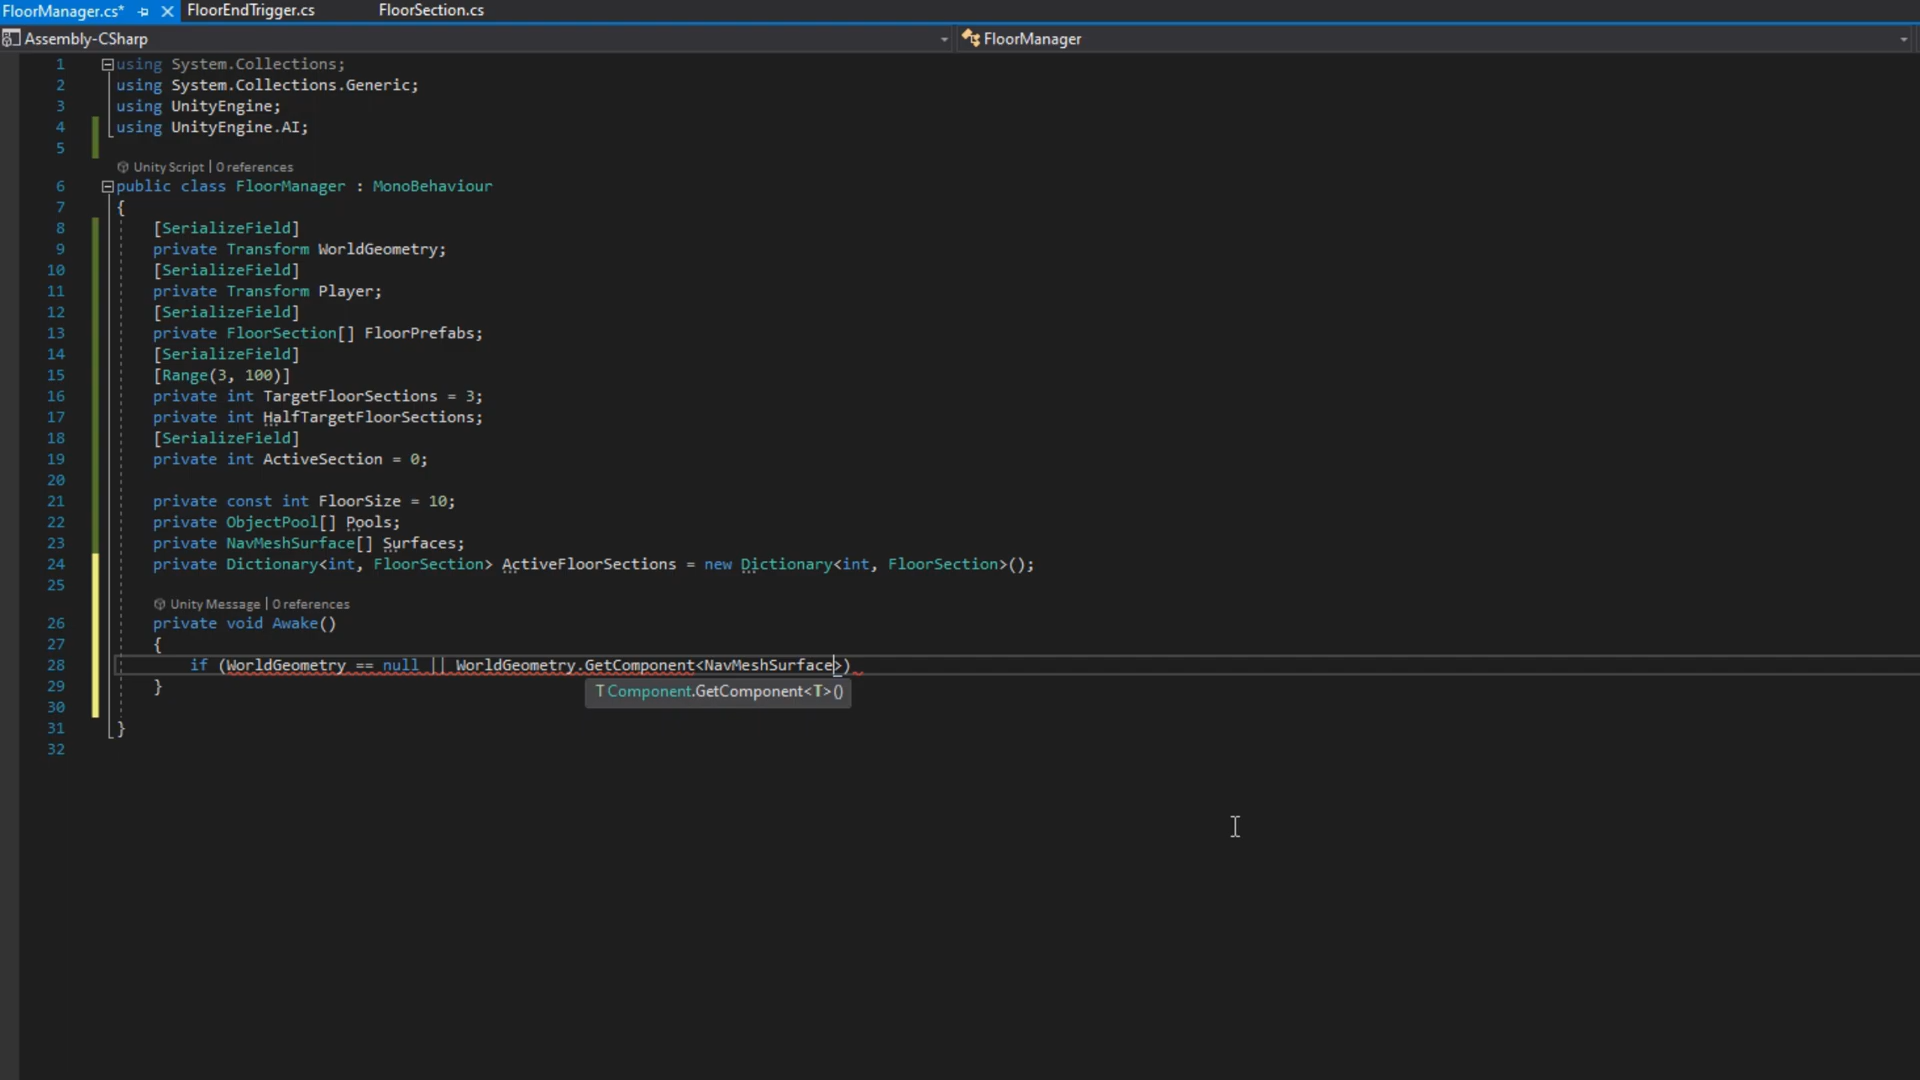 FloorManager.cs* FloorEndTrigger.cs FloorSection.cs
Assembly-CSharp FloorManager
1 using System.Collections;
2 using System.Collections.Generic;
3 using UnityEngine;
4 using UnityEngine.AI;
5
Unity Script | 0 references
6 public class FloorManager : MonoBehaviour
7 {
8 [SerializeField]
9 private Transform WorldGeometry;
10 [SerializeField]
11 private Transform Player;
12 [SerializeField]
13 private FloorSection[] FloorPrefabs;
14 [SerializeField]
15 [Range(3, 100)]
16 private int TargetFloorSections = 3;
17 private int HalfTargetFloorSections;
18 [SerializeField]
19 private int ActiveSection = 0;
20
21 private const int FloorSize = 10;
22 private ObjectPool[] Pools;
23 private NavMeshSurface[] Surfaces;
24 private Dictionary<int, FloorSection> ActiveFloorSections = new Dictionary<int, FloorSection>();
25
Unity Message | 0 references
26 private void Awake()
27 {
28 if (WorldGeometry == null || WorldGeometry.GetComponent<NavMeshSurface>)
29 }
T Component.GetComponent<T>()
30
31 }
32